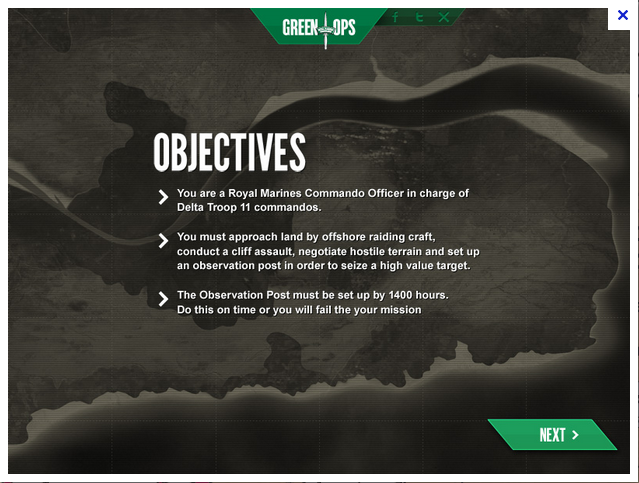 GREEN OPS
OBJECTIVES
You are a Royal Marines Commando Officer in charge of
Delta Troop 11 commandos.
You must approach land by offshore raiding craft,
conduct a cliff assault, negotiate hostile terrain and set up
an observation post in order to seize a high value target.
The Observation Post must be set up by 1400 hours.
Do this on time or you will fail the your mission
NEXT